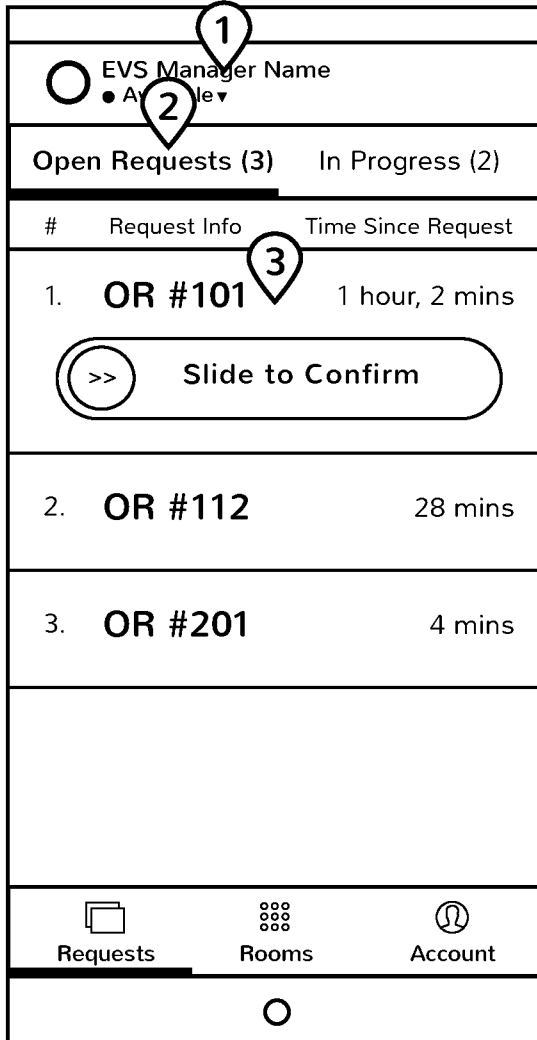 1
EVS Manager Name
2
Open Requests (3) In Progress (2)
# Request Info Time Since Request
3
1. OR #101 1 hour, 2 mins
>> Slide to Confirm
2. OR #112 28 mins
3. OR #201 4 mins
Requests Rooms Account